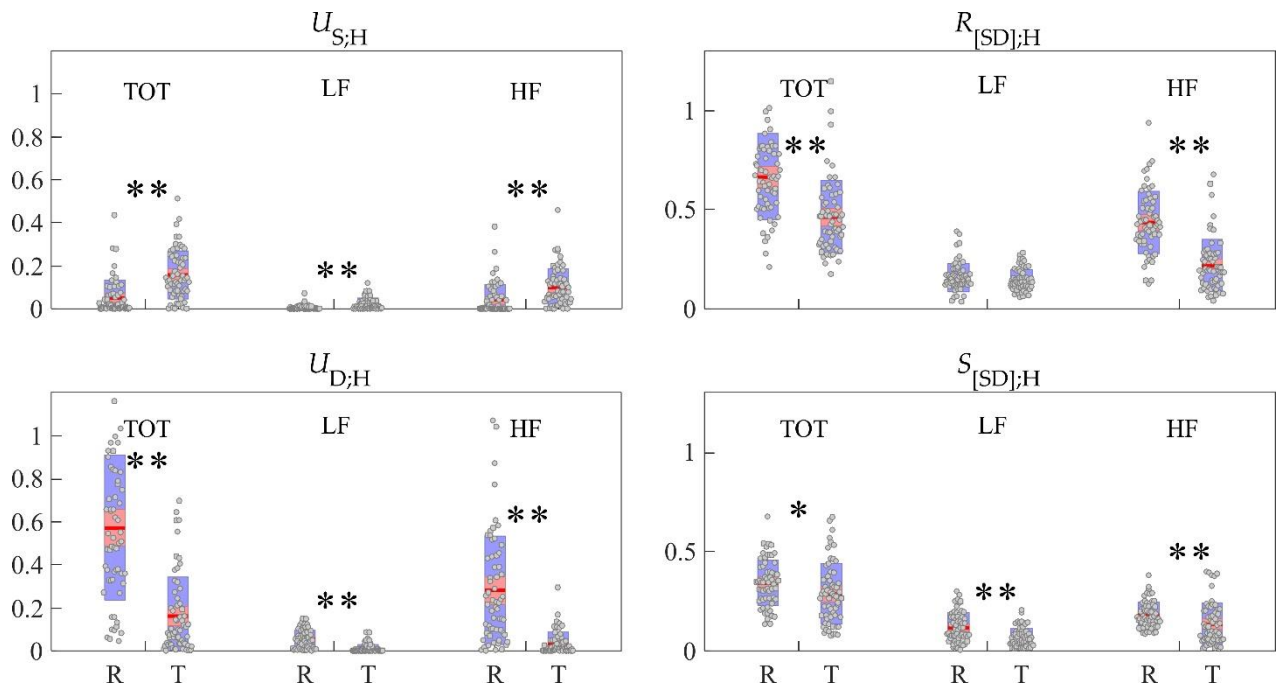 U_S;H
TOT LF HF
1
0.8
0.6
** ** **
0.4
0.2
0
R_[SD];H
TOT LF HF
1
** **
0.5
0
U_D;H
TOT LF HF
1
** ** **
0.8
0.6
0.4
0.2
0
R T R T R T
S_[SD];H
TOT LF HF
1
* ** **
0.5
0
R T R T R T